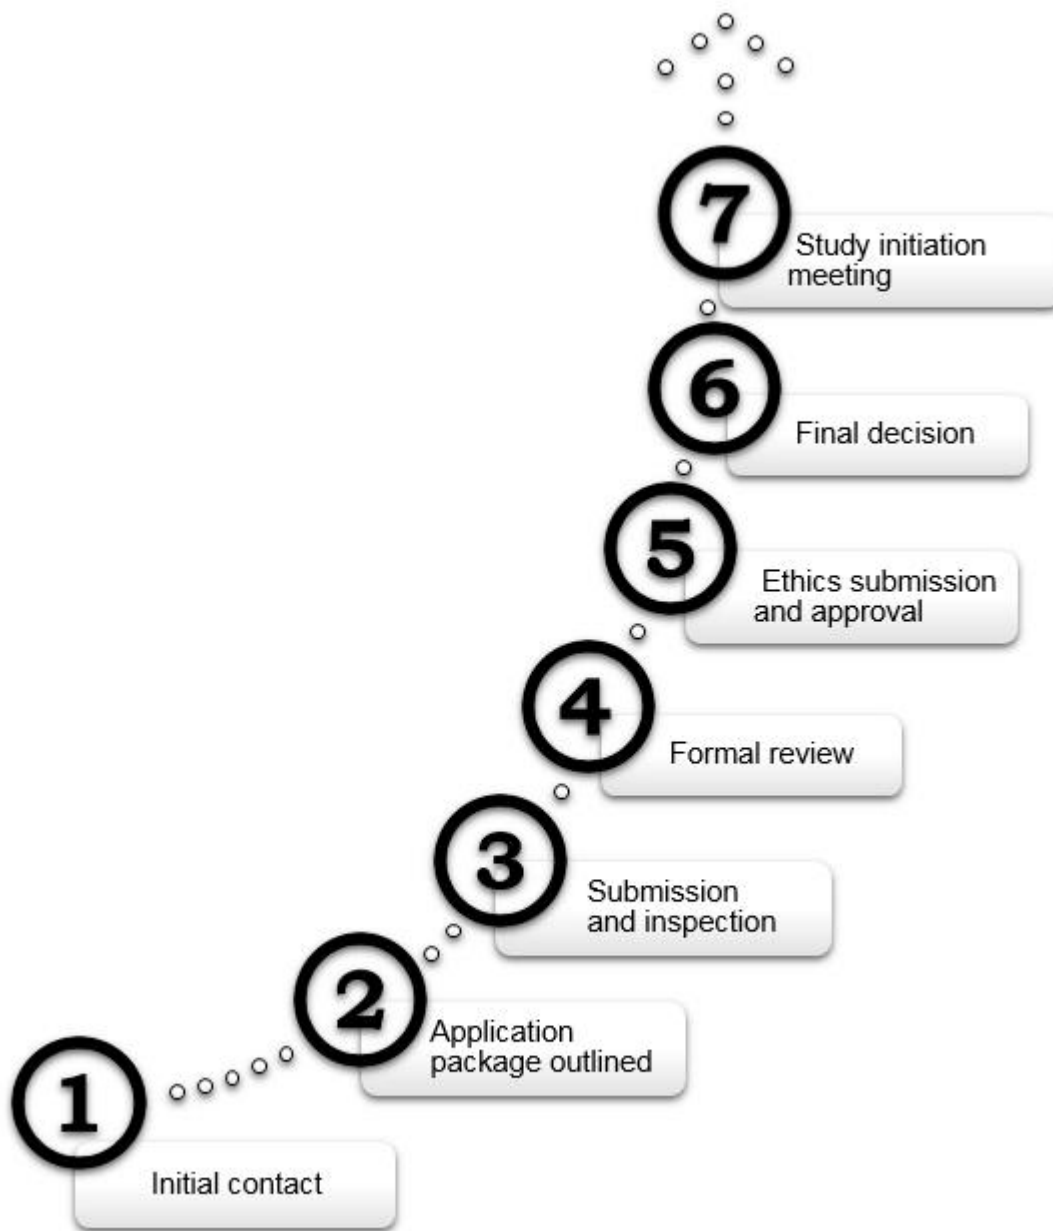 7
Study initiation
meeting
6
Final decision
5
Ethics submission
and approval
4
Formal review
3
Submission
and inspection
2
Application
package outlined
1
Initial contact